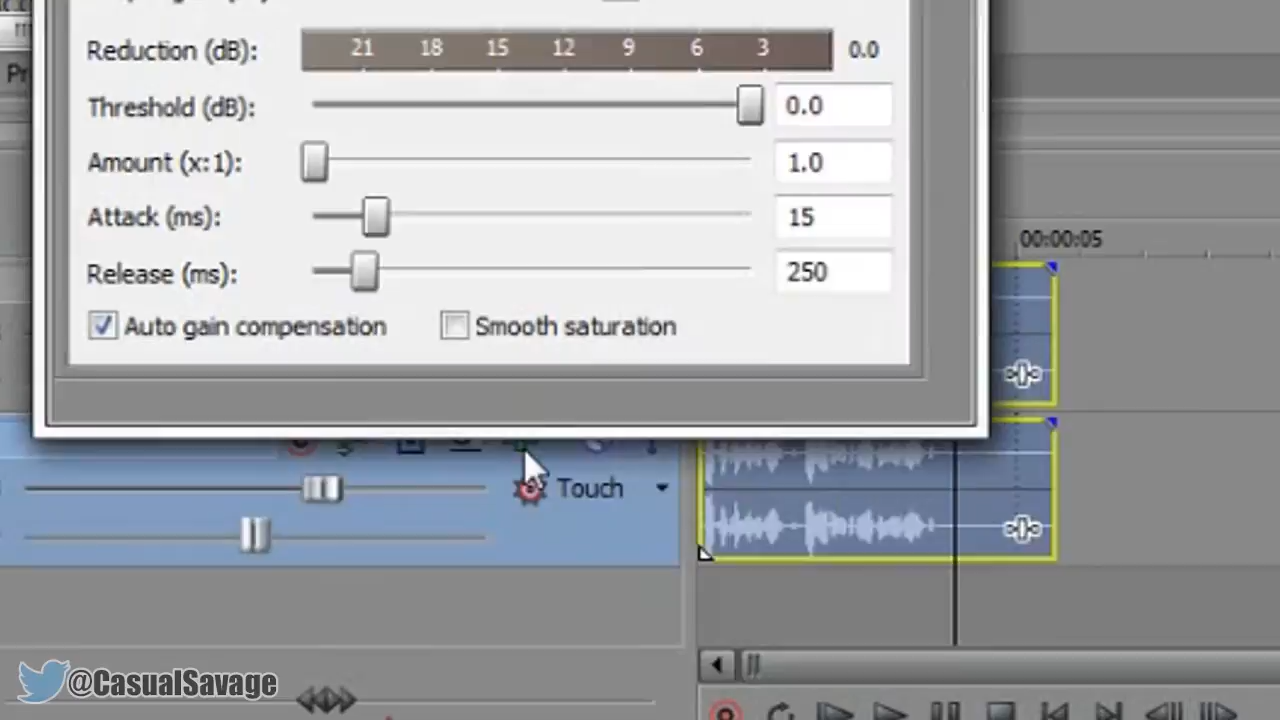 Reduction (dB): 21 18 15 12 9 6 3 0.0
Threshold (dB): 0.0
Amount (x:1): 1.0
Attack (ms): 15
Release (ms): 250
00:00:05
Auto gain compensation Smooth saturation
Touch
@CasualSavage